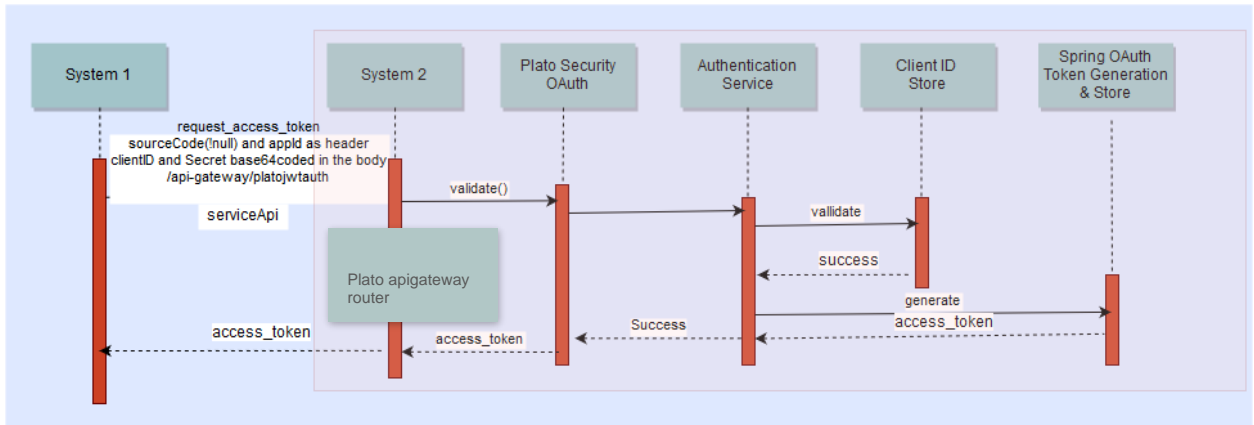 System 1
System 2
Plato Security
OAuth
Authentication
Service
Client ID
Store
Spring OAuth
Token Generation
& Store
request_access_token
sourceCode(!null) and appId as header
clientID and Secret base64coded in the body
/api-gateway/platojwtauth
serviceApi
validate()
vallidate
success
Plato apigateway
router
generate
access_token
Success
access_token
access_token